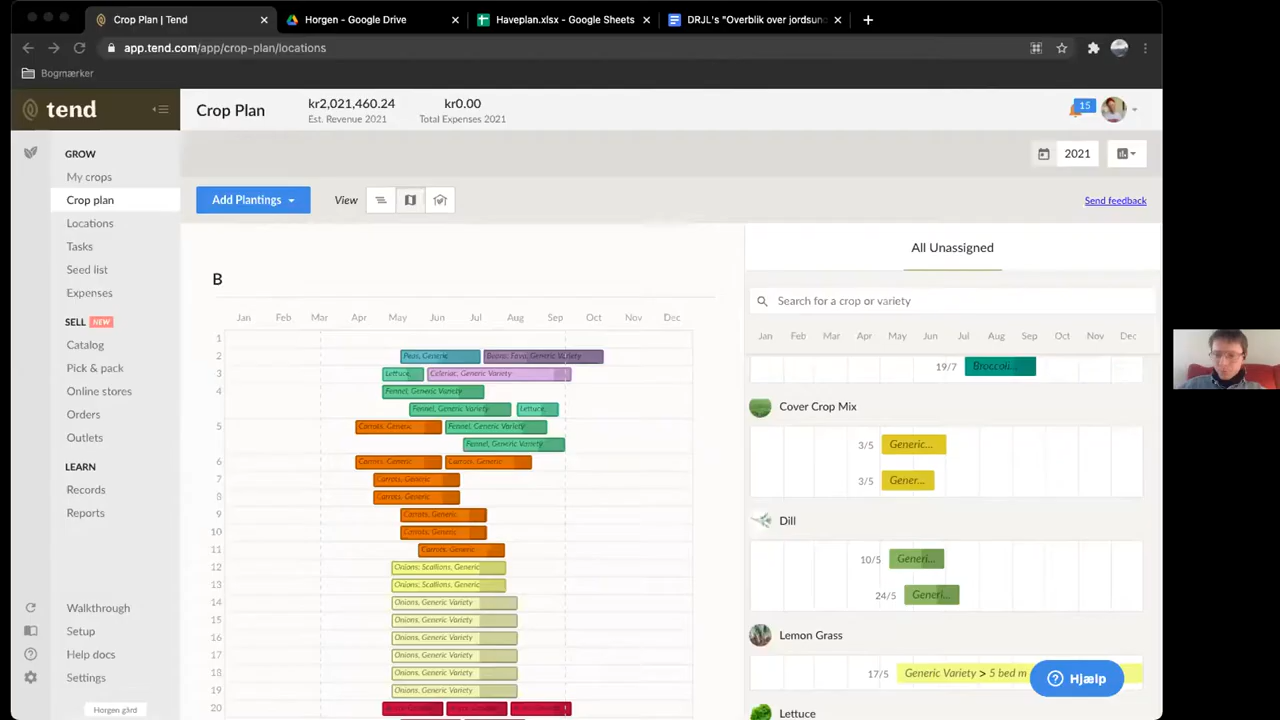 Crop Plan | Tend
Horgen - Google Drive
Haveplan.xlsx - Google Sheets
DRJL's "Overblik over jordsund
app.tend.com/app/crop-plan/locations
Bogmærker
tend
Crop Plan
kr2,021,460.24
Est. Revenue 2021
kr0.00
Total Expenses 2021
15
2021
GROW
My crops
Crop plan
Locations
Tasks
Seed list
Expenses
SELL NEW
Catalog
Pick & pack
Online stores
Orders
Outlets
LEARN
Records
Reports
Walkthrough
Setup
Help docs
Settings
Horgen gård
Add Plantings
View
Send feedback
B
Jan Feb Mar Apr May Jun Jul Aug Sep Oct Nov Dec
1
2 Peas, Generic Beans: Fava, Generic Variety
3 Lettuce, Celeriac, Generic Variety
4 Fennel, Generic Variety
Fennel, Generic Variety Lettuce,
5 Carrots, Generic Fennel, Generic Variety
Fennel, Generic Variety
6 Carrots, Generic Carrots, Generic
7 Carrots, Generic
8 Carrots, Generic
9 Carrots, Generic
10 Carrots, Generic
11 Carrots, Generic
12 Onions: Scallions, Generic
13 Onions: Scallions, Generic
14 Onions, Generic Variety
15 Onions, Generic Variety
16 Onions, Generic Variety
17 Onions, Generic Variety
18 Onions, Generic Variety
19 Onions, Generic Variety
20
All Unassigned
Search for a crop or variety
Jan Feb Mar Apr May Jun Jul Aug Sep Oct Nov Dec
19/7 Broccoli...
Cover Crop Mix
3/5 Generic...
3/5 Gener...
Dill
10/5 Generi...
24/5 Generi...
Lemon Grass
17/5 Generic Variety > 5 bed m
Hjælp
Lettuce